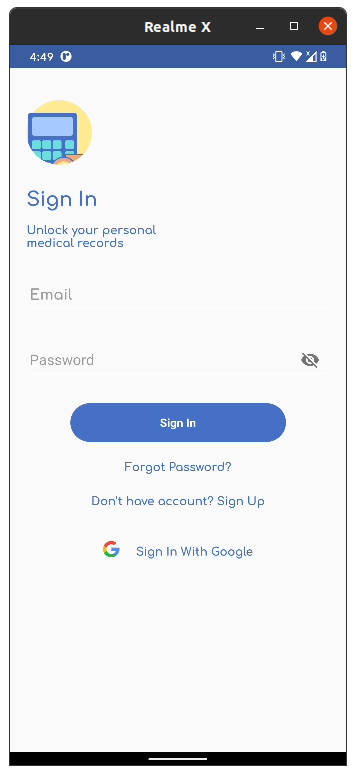 Realme X
4:49
Sign In
Unlock your personal
medical records
Email
Password
Sign In
Forgot Password?
Don't have account? Sign Up
Sign In With Google